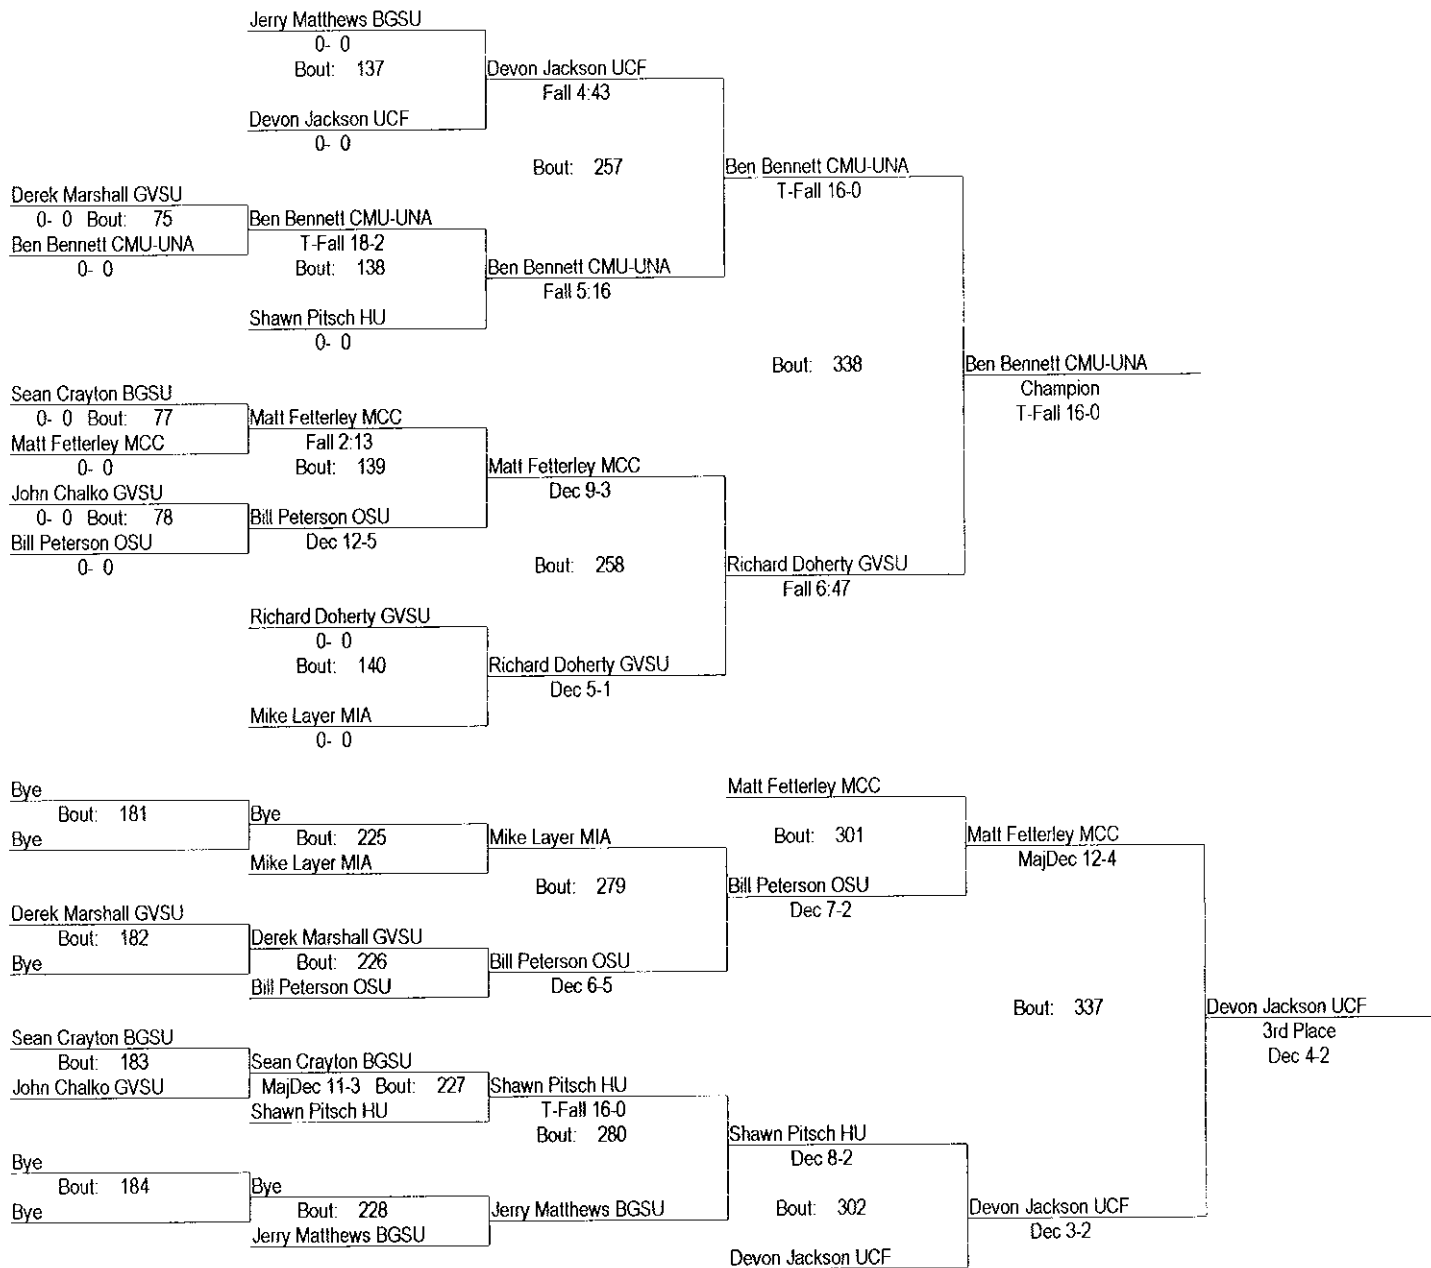 Jerry Matthews BGSU
0- 0
Bout: 137
Devon Jackson UCF
Fall 4:43
Devon Jackson UCF
0- 0
Bout: 257
Ben Bennett CMU-UNA
T-Fall 16-0
Derek Marshall GVSU
0- 0 Bout: 75
Ben Bennett CMU-UNA
0- 0
Ben Bennett CMU-UNA
T-Fall 18-2
Bout: 138
Ben Bennett CMU-UNA
Fall 5:16
Shawn Pitsch HU
0- 0
Bout: 338
Ben Bennett CMU-UNA
Champion
T-Fall 16-0
Sean Crayton BGSU
0- 0 Bout: 77
Matt Fetterley MCC
0- 0
Matt Fetterley MCC
Fall 2:13
Bout: 139
Matt Fetterley MCC
Dec 9-3
John Chalko GVSU
0- 0 Bout: 78
Bill Peterson OSU
0- 0
Bill Peterson OSU
Dec 12-5
Bout: 258
Richard Doherty GVSU
Fall 6:47
Richard Doherty GVSU
0- 0
Bout: 140
Richard Doherty GVSU
Dec 5-1
Mike Layer MIA
0- 0
Bye
Bout: 181
Bye
Bye
Bout: 225
Mike Layer MIA
Mike Layer MIA
Bout: 279
Matt Fetterley MCC
Bout: 301
Matt Fetterley MCC
MajDec 12-4
Bill Peterson OSU
Dec 7-2
Derek Marshall GVSU
Bout: 182
Bye
Derek Marshall GVSU
Bout: 226
Bill Peterson OSU
Bill Peterson OSU
Dec 6-5
Bout: 337
Devon Jackson UCF
3rd Place
Dec 4-2
Sean Crayton BGSU
Bout: 183
John Chalko GVSU
Sean Crayton BGSU
MajDec 11-3 Bout: 227
Shawn Pitsch HU
Shawn Pitsch HU
T-Fall 16-0
Bout: 280
Shawn Pitsch HU
Dec 8-2
Bye
Bout: 184
Bye
Bye
Bout: 228
Jerry Matthews BGSU
Jerry Matthews BGSU
Bout: 302
Devon Jackson UCF
Dec 3-2
Devon Jackson UCF